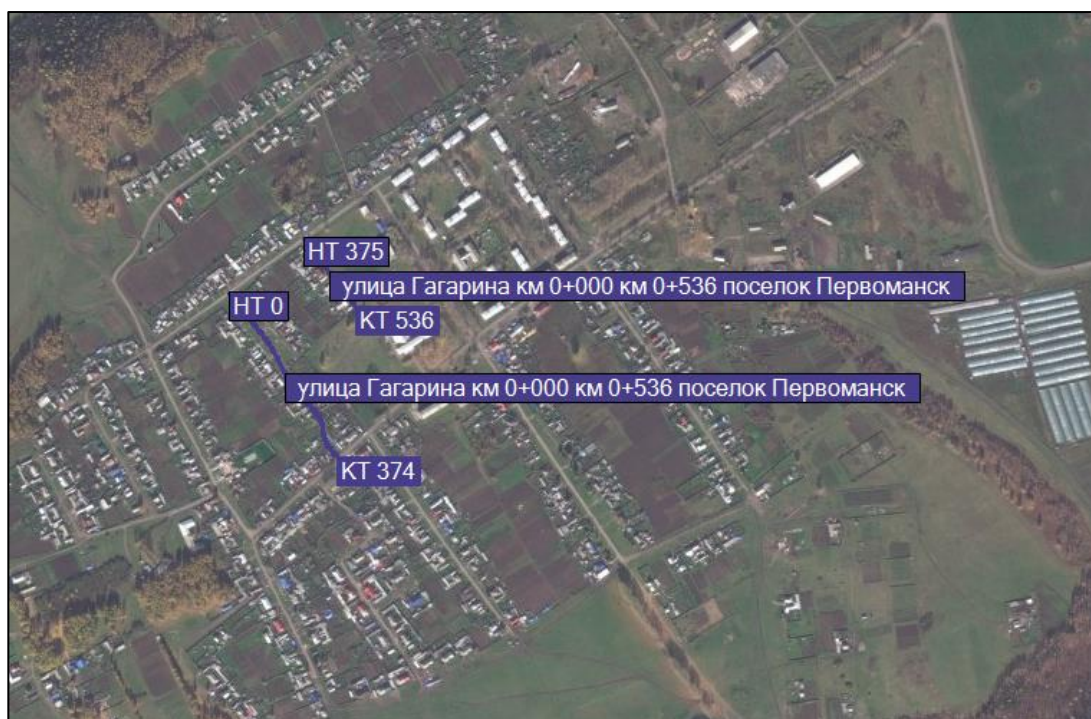 НТ 375
улица Гагарина км 0+000 км 0+536 поселок Первоманск
НТ 0
КТ 536
улица Гагарина км 0+000 км 0+536 поселок Первоманск
КТ 374